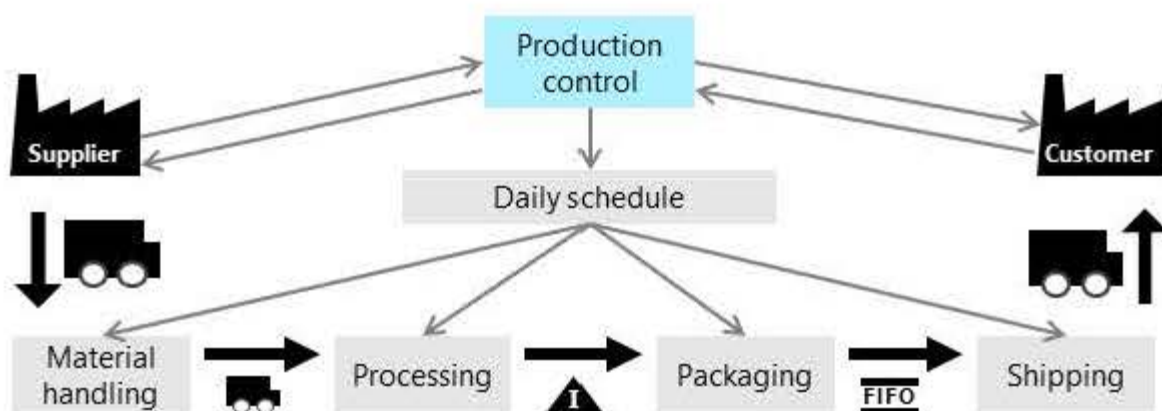 Production
control
Supplier
Customer
Daily schedule
Material
handling
Processing
I
Packaging
FIFO
Shipping